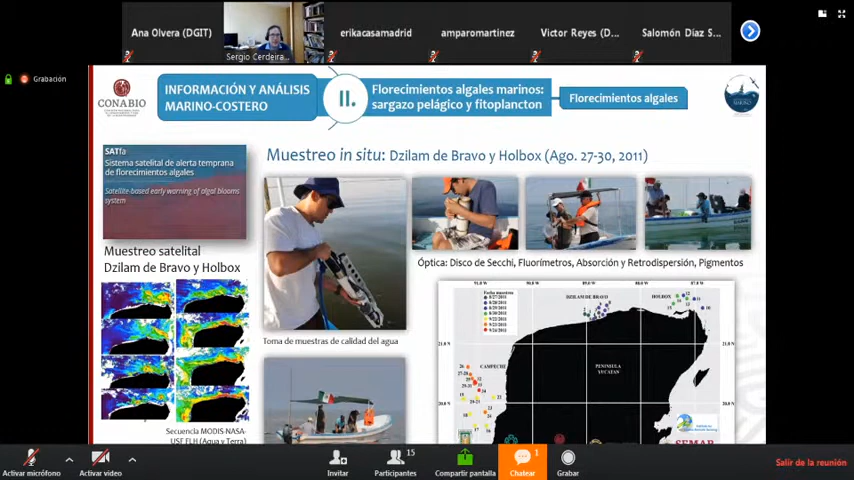 Ana Olvera (DGIT)
Sergio Cerdeira...
erikacasamadrid
amparomartinez
Victor Reyes (D...
Salomón Díaz S...
Grabación
CONABIO
INFORMACIÓN Y ANÁLISIS
MARINO-COSTERO
II.
Florecimientos algales marinos:
sargazo pelágico y fitoplancton
Florecimientos algales
SATfa
Sistema satelital de alerta temprana
de florecimientos algales
Satellite-based early warning of algal blooms
system
Muestreo in situ: Dzilam de Bravo y Holbox (Ago. 27-30, 2011)
Muestreo satelital
Dzilam de Bravo y Holbox
Óptica: Disco de Secchi, Fluorímetros, Absorción y Retrodispersión, Pigmentos
Toma de muestras de calidad del agua
DZILAM DE BRAVO
HOLBOX
CAMPECHE
PENINSULA
YUCATAN
21.0 N
20.0 N
Secuencia MODIS-NASA-
USF FLH (Aqua y Terra)
SEMAR
Activar micrófono
Activar video
Invitar
15
Participantes
Compartir pantalla
1
Chatear
Grabar
Salir de la reunión